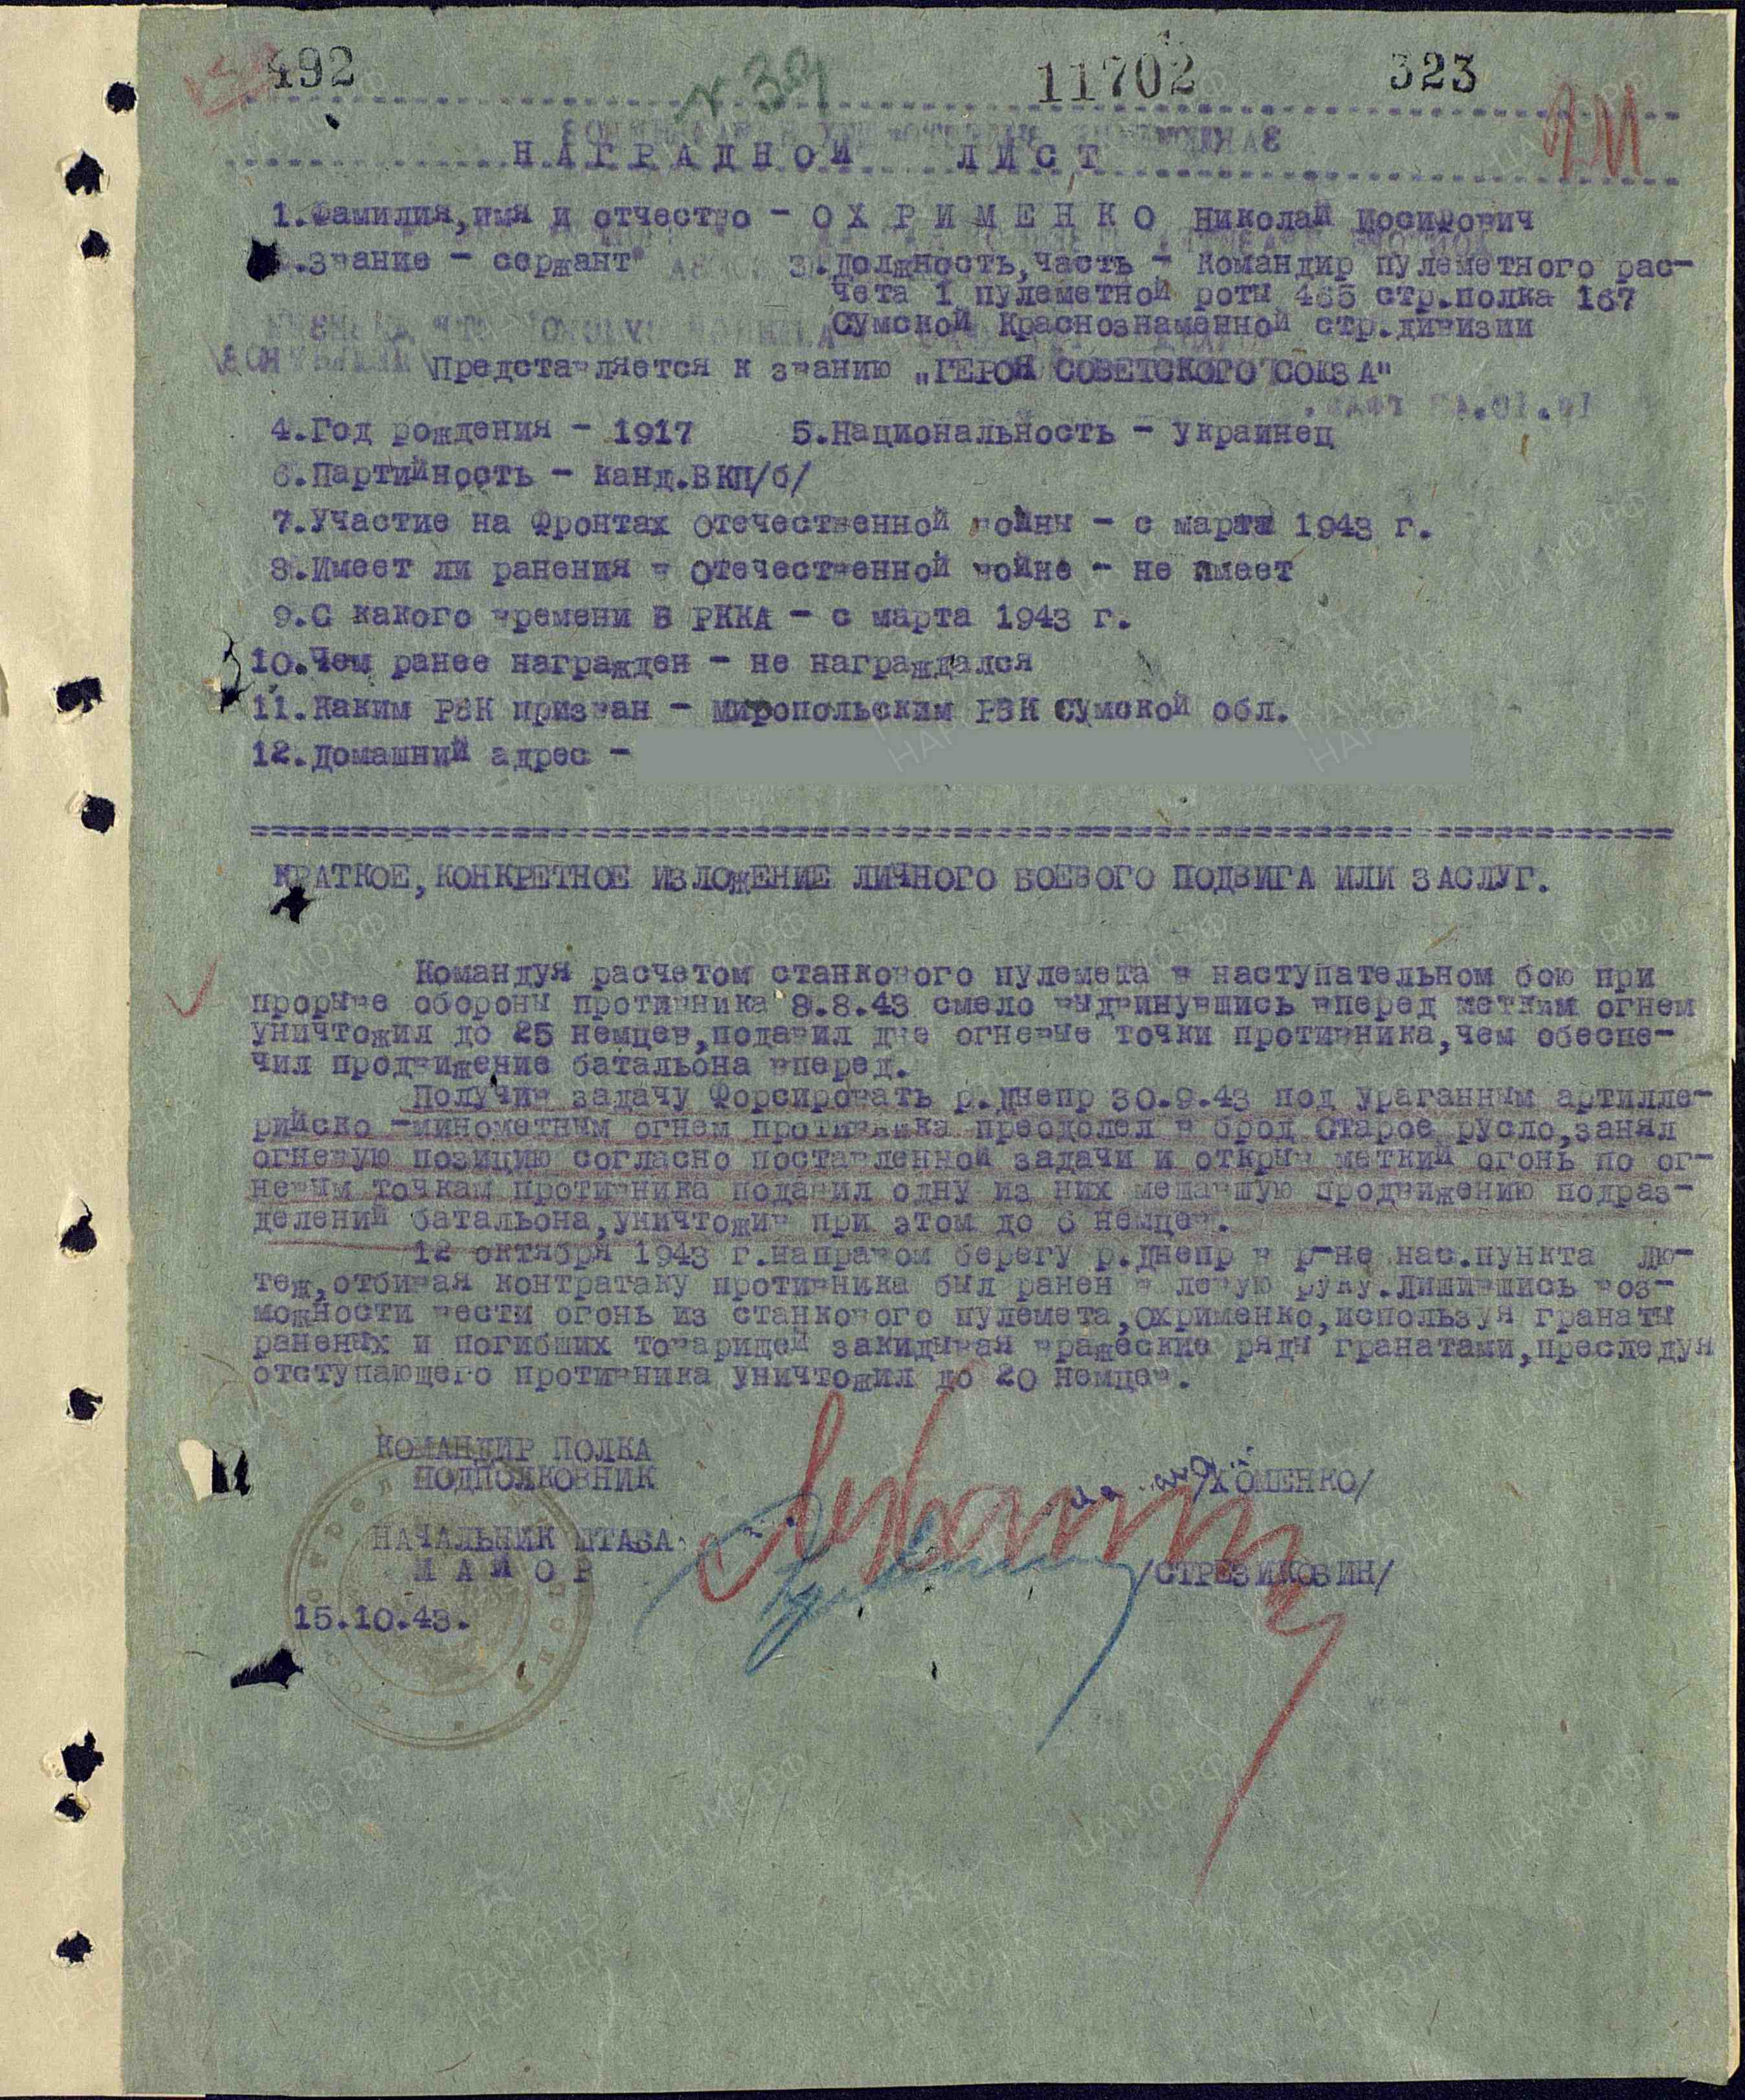 492 11702 323
НАГРАДНОЙ ЛИСТ
1.Фамилия,имя и отчество - ОХРИМЕНКО Николай Иосипович
2.Звание - сержант 3.Должность,часть - Командир пулеметного рас-
чета 1 пулеметной роты 465 стр.полка 167
Сумской Краснознаменной стр.дивизии
Представляется к званию „ГЕРОЯ СОВЕТСКОГО СОЮЗА"
4.Год рождения - 1917 5.Национальность - украинец
6.Партийность - канд.ВКП/б/
7.Участие на Фронтах отечественной войны - с марта 1943 г.
8.Имеет ли ранения в отечественной войне - не имеет
9.С какого времени в РККА - с марта 1943 г.
10.Чем ранее награжден - не награждался
11.Каким РВК призван - Миропольским РВК Сумской обл.
12.Домашний адрес -
КРАТКОЕ,КОНКРЕТНОЕ ИЗЛОЖЕНИЕ ЛИЧНОГО БОЕВОГО ПОДВИГА ИЛИ ЗАСЛУГ.
Командуя расчетом станкового пулемета в наступательном бою при
прорыве обороны противника 8.8.43 смело выдвинувшись вперед метким огнем
уничтожил до 25 немцев,подавил две огневые точки противника,чем обеспе-
чил продвижение батальона вперед.
Получив задачу Форсировать р.Днепр 30.9.43 под ураганным артилле-
рийско-минометным огнем противника преодолел в брод Старое русло,занял
огневую позицию согласно поставленной задачи и открыв меткий огонь по ог-
невым точкам противника подавил одну из них мешавшую продвижению подраз-
делений батальона,уничтожив при этом до 6 немцев.
12 октября 1943 г.направом берегу р.Днепр в р-не нас.пункта Лю-
теж,отбивая контратаку противника был ранен в левую руку.Лишившись воз-
можности вести огонь из станкового пулемета,Охрименко,используя гранаты
раненых и погибших товарищей закидывая вражеские ряды гранатами,преследуя
отступающего противника уничтожил до 20 немцев.
КОМАНДИР ПОЛКА
ПОДПОЛКОВНИК /ХОМЕНКО/
НАЧАЛЬНИК ШТАБА
МАЙОР /СТРЕЗИКОЗИН/
15.10.43.